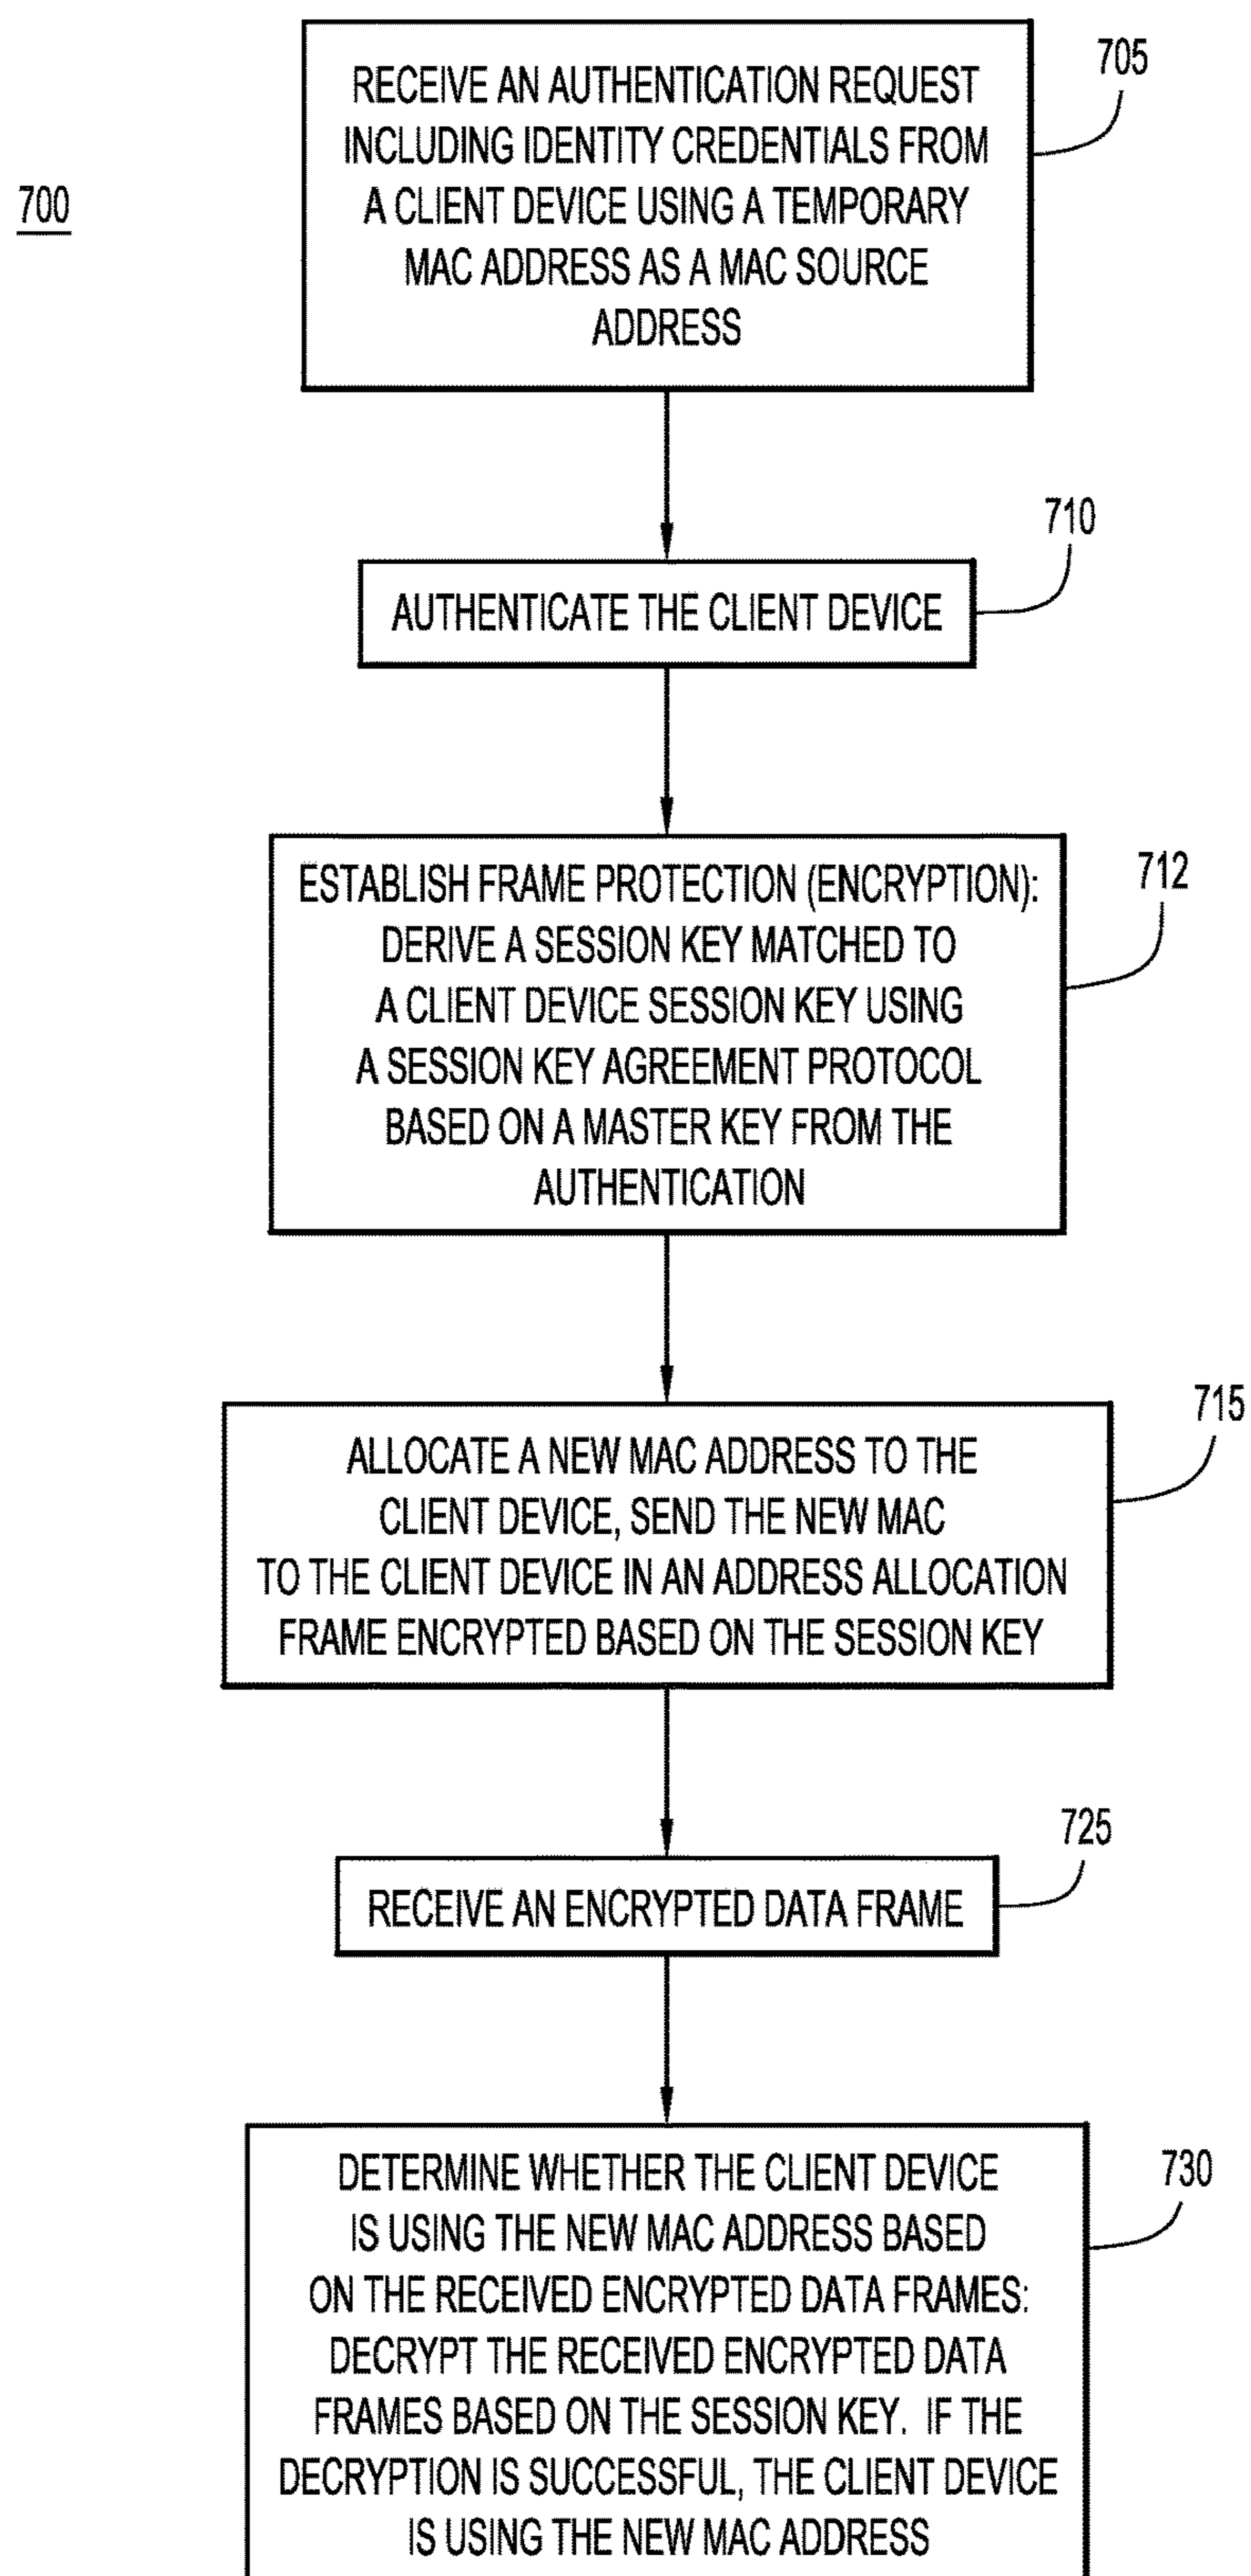 700
RECEIVE AN AUTHENTICATION REQUEST
INCLUDING IDENTITY CREDENTIALS FROM
A CLIENT DEVICE USING A TEMPORARY
MAC ADDRESS AS A MAC SOURCE
ADDRESS
705
AUTHENTICATE THE CLIENT DEVICE
710
ESTABLISH FRAME PROTECTION (ENCRYPTION):
DERIVE A SESSION KEY MATCHED TO
A CLIENT DEVICE SESSION KEY USING
A SESSION KEY AGREEMENT PROTOCOL
BASED ON A MASTER KEY FROM THE
AUTHENTICATION
712
ALLOCATE A NEW MAC ADDRESS TO THE
CLIENT DEVICE, SEND THE NEW MAC
TO THE CLIENT DEVICE IN AN ADDRESS ALLOCATION
FRAME ENCRYPTED BASED ON THE SESSION KEY
715
RECEIVE AN ENCRYPTED DATA FRAME
725
DETERMINE WHETHER THE CLIENT DEVICE
IS USING THE NEW MAC ADDRESS BASED
ON THE RECEIVED ENCRYPTED DATA FRAMES:
DECRYPT THE RECEIVED ENCRYPTED DATA
FRAMES BASED ON THE SESSION KEY. IF THE
DECRYPTION IS SUCCESSFUL, THE CLIENT DEVICE
IS USING THE NEW MAC ADDRESS
730